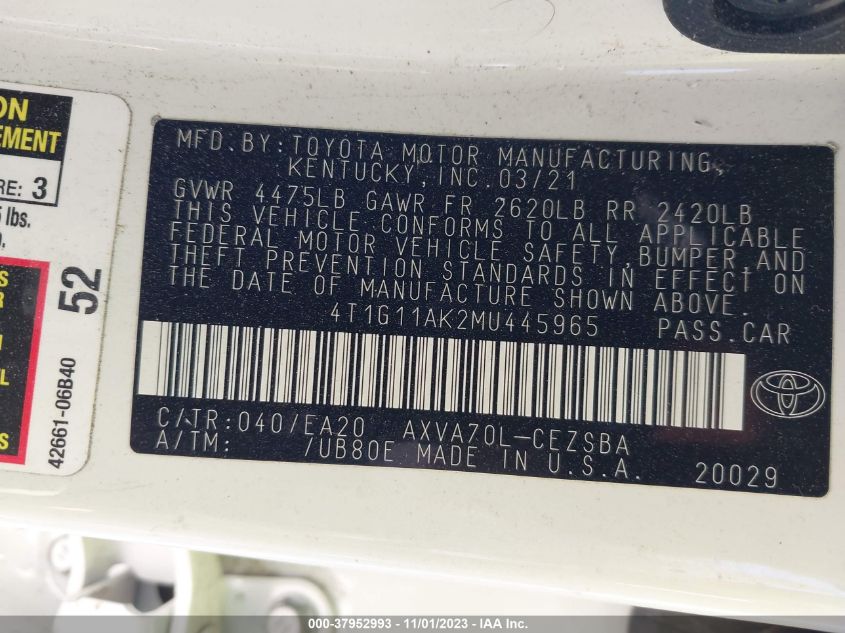 ON
EMENT
RE: 3
lbs.
S
R
L
S
52
42661-06B40
MFD.BY:TOYOTA MOTOR MANUFACTURING,
KENTUCKY,INC.03/21
GVWR 4475LB GAWR FR 2620LB RR 2420LB
THIS VEHICLE CONFORMS TO ALL APPLICABLE
FEDERAL MOTOR VEHICLE SAFETY,BUMPER AND
THEFT PREVENTION STANDARDS IN EFFECT ON
THE DATE OF MANUFACTURE SHOWN ABOVE.
4T1G11AK2MU445965 PASS.CAR
C/TR:040/EA20 AXVA70L-CEZSBA
A/TM: /UB80E MADE IN U.S.A. 20029
000-37952993 - 11/01/2023 - IAA Inc.